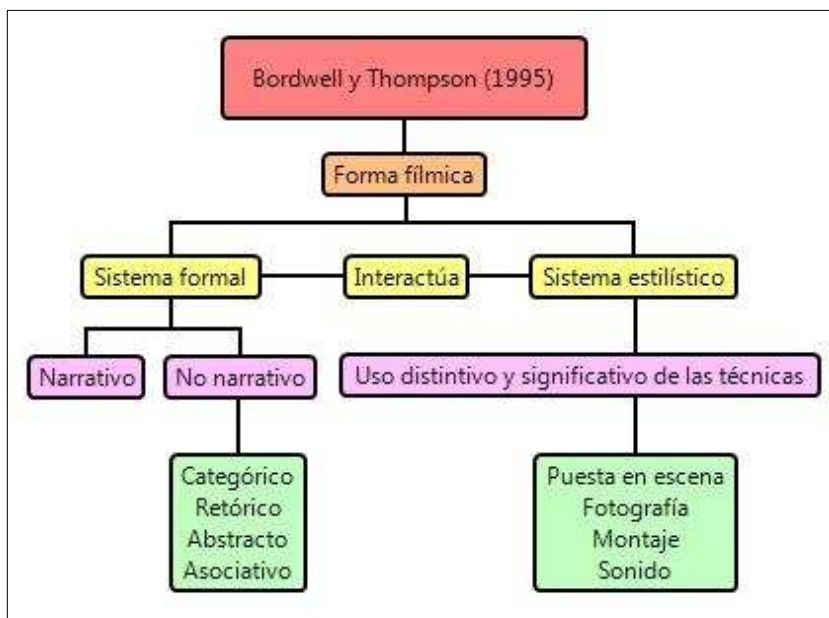 Bordwell y Thompson (1995)
Forma fílmica
Sistema formal
Interactúa
Sistema estilístico
Narrativo
No narrativo
Uso distintivo y significativo de las técnicas
Categórico
Retórico
Abstracto
Asociativo
Puesta en escena
Fotografía
Montaje
Sonido